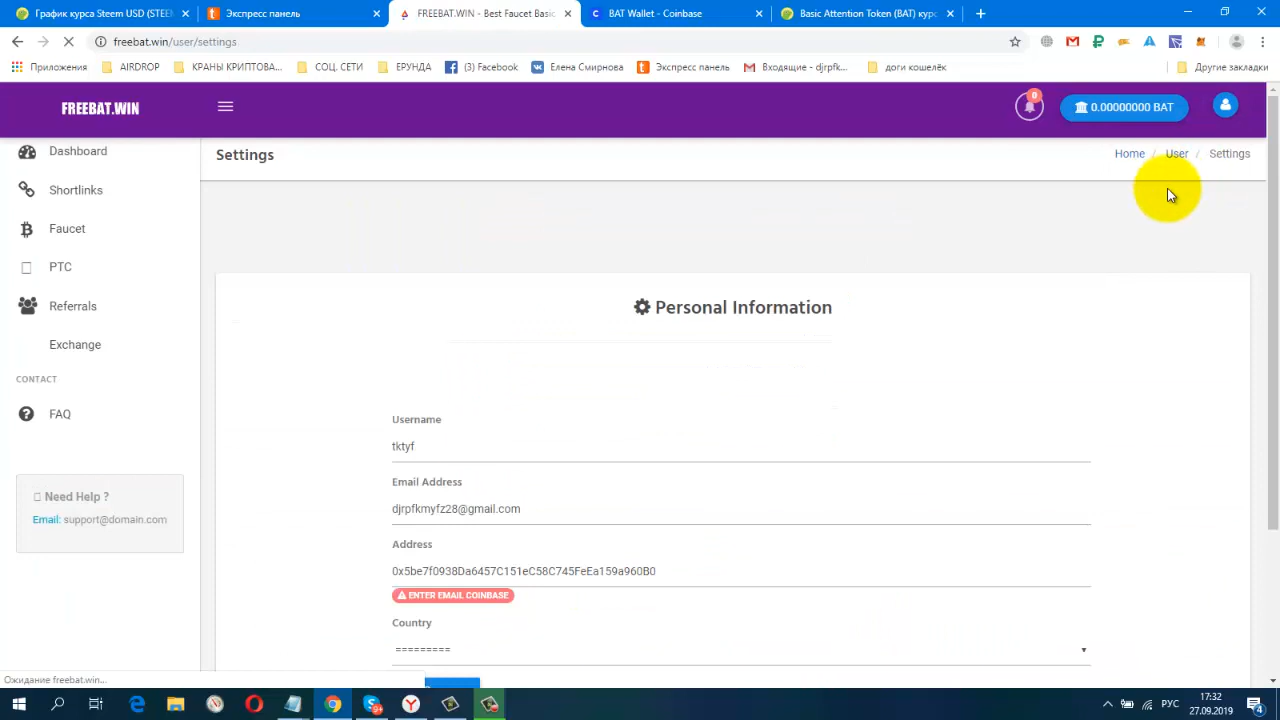 График курса Steem USD (STEE
Экспресс панель
FREEBAT.WIN - Best Faucet Basic
BAT Wallet - Coinbase
Basic Attention Token (BAT) курс
freebat.win/user/settings
Приложения
AIRDROP
КРАНЫ КРИПТОВА...
СОЦ. СЕТИ
ЕРУНДА
(3) Facebook
Елена Смирнова
Экспресс панель
Входящие - djrpfk...
доги кошелёк
Другие закладки
FREEBAT.WIN
0
0.00000000 BAT
Dashboard
Shortlinks
Faucet
PTC
Referrals
Exchange
CONTACT
FAQ
Need Help ?
Email: support@domain.com
Settings
Home / User / Settings
Personal Information
Username
tktyf
Email Address
djrpfkmyfz28@gmail.com
Address
0x5be7f0938Da6457C151eC58C745FeEa159a960B0
ENTER EMAIL COINBASE
Country
=========
Ожидание freebat.win...
РУС
17:32
27.09.2019
4